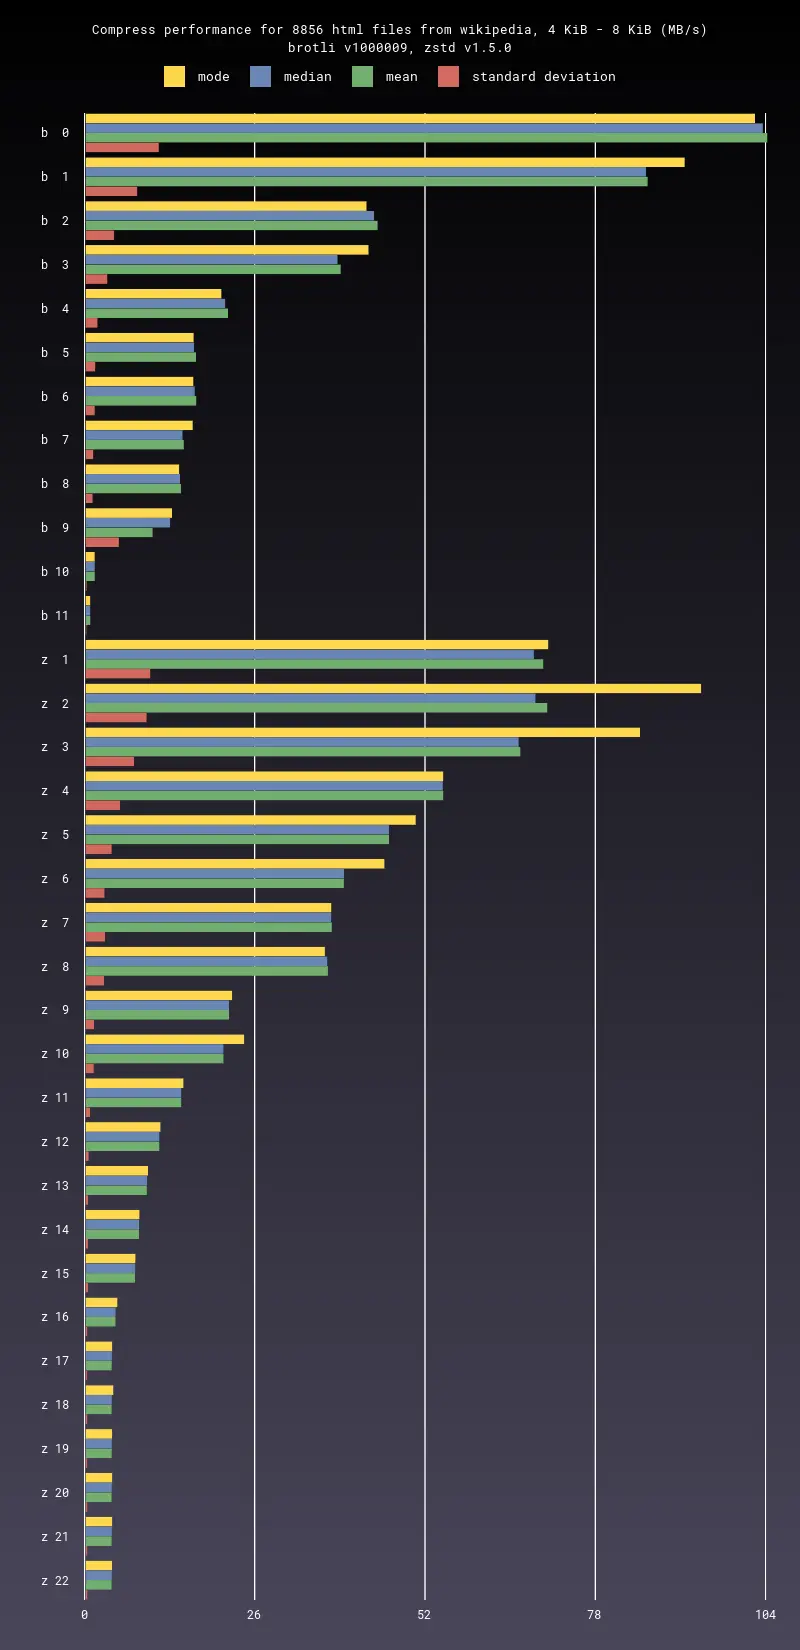 Compress performance for 8856 html files from wikipedia, 4 KiB - 8 KiB (MB/s)
brotli v1000009, zstd v1.5.0
mode median mean standard deviation
b 0
b 1
b 2
b 3
b 4
b 5
b 6
b 7
b 8
b 9
b 10
b 11
z 1
z 2
z 3
z 4
z 5
z 6
z 7
z 8
z 9
z 10
z 11
z 12
z 13
z 14
z 15
z 16
z 17
z 18
z 19
z 20
z 21
z 22
0 26 52 78 104